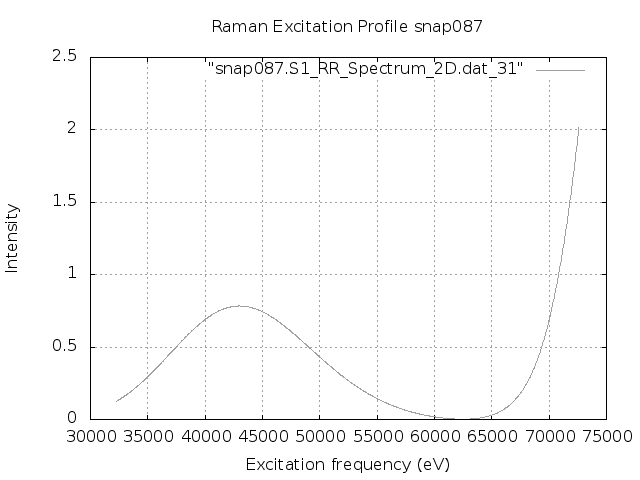 Raman Excitation Profile snap087
"snap087.S1_RR_Spectrum_2D.dat_31"
2.5
2
1.5
1
0.5
0
Intensity
30000 35000 40000 45000 50000 55000 60000 65000 70000 75000
Excitation frequency (eV)